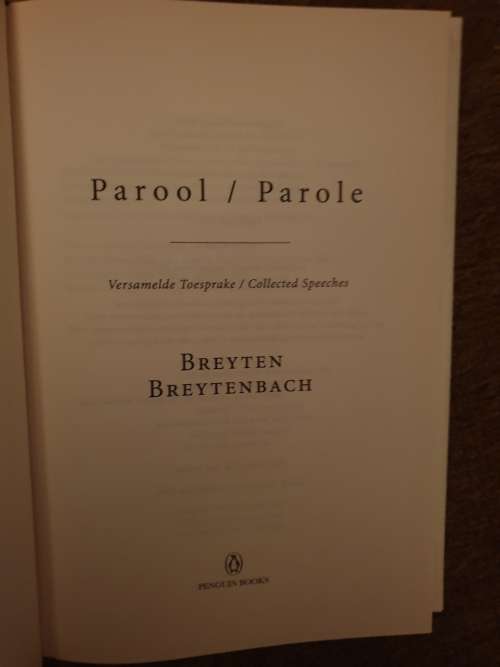 Parool / Parole
Versamelde Toesprake / Collected Speeches
BREYTEN
BREYTENBACH
PENGUIN BOOKS